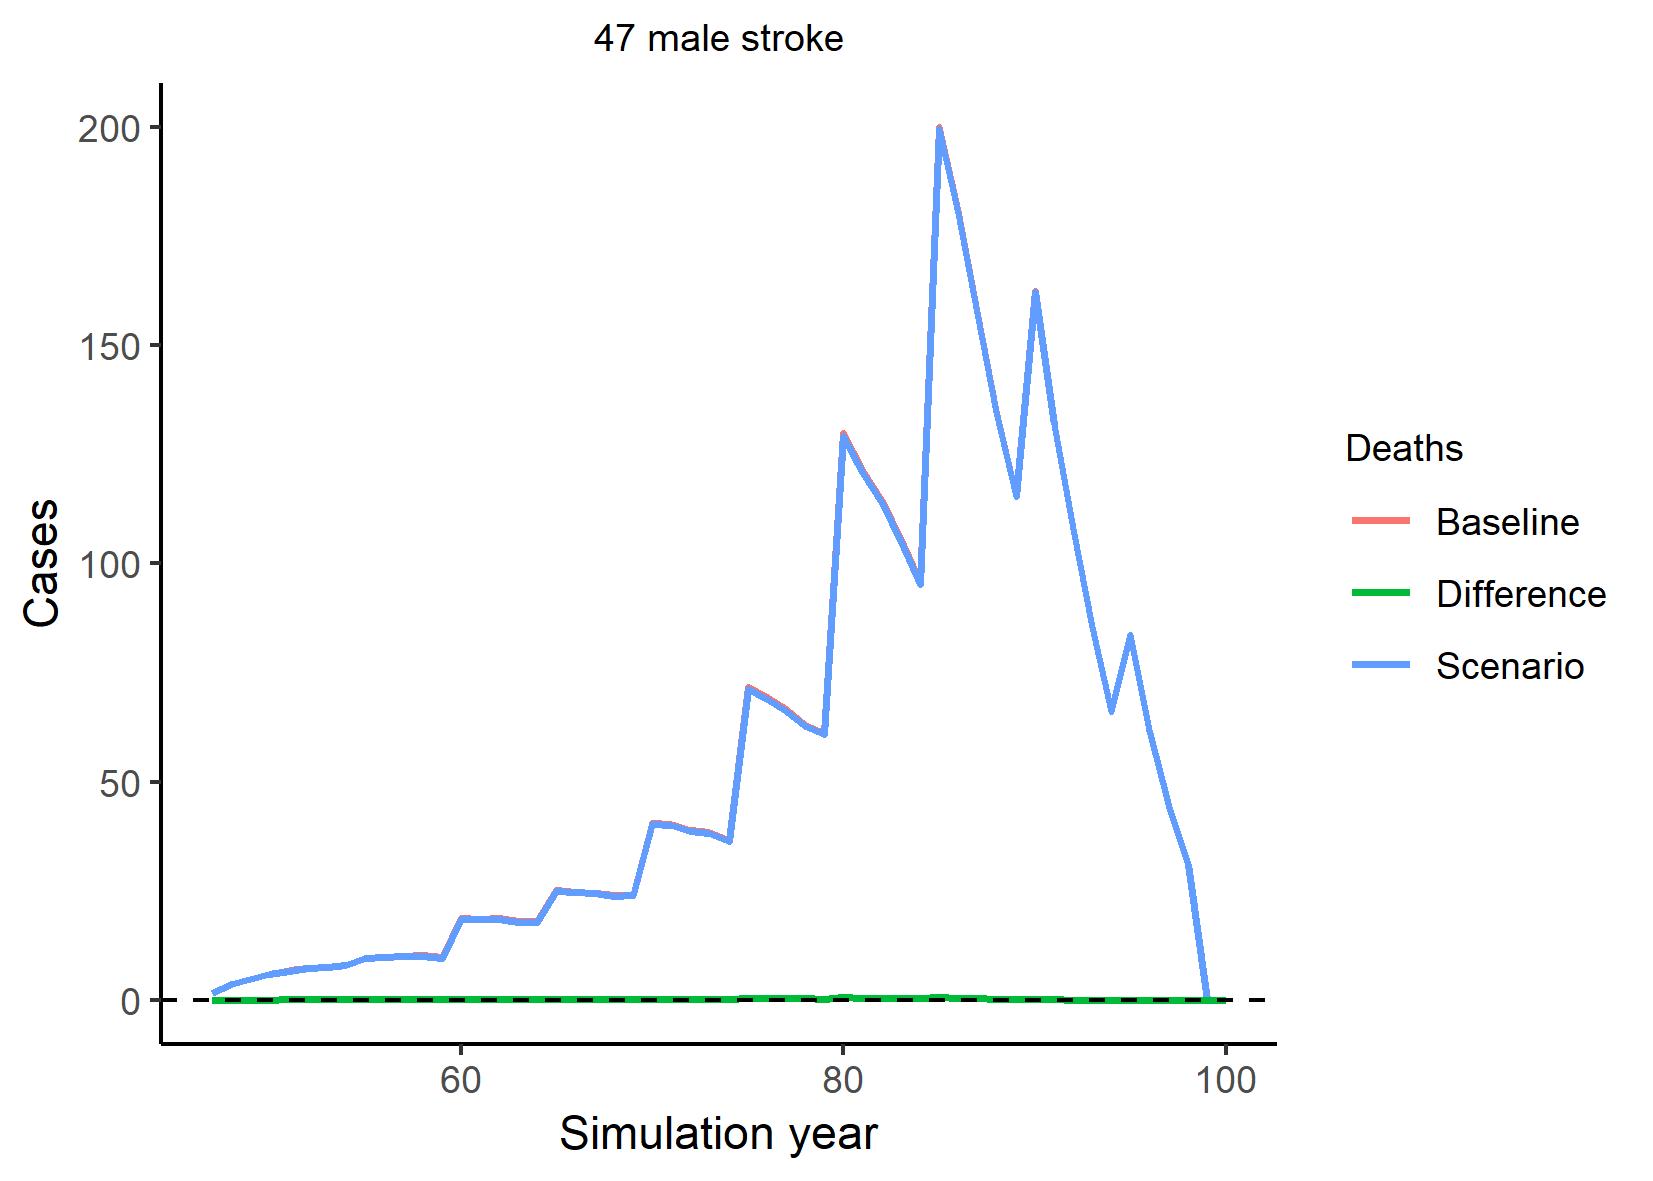 47 male stroke
200
150
100
50
0
Cases
60
80
100
Simulation year
Deaths
Baseline
Difference
Scenario